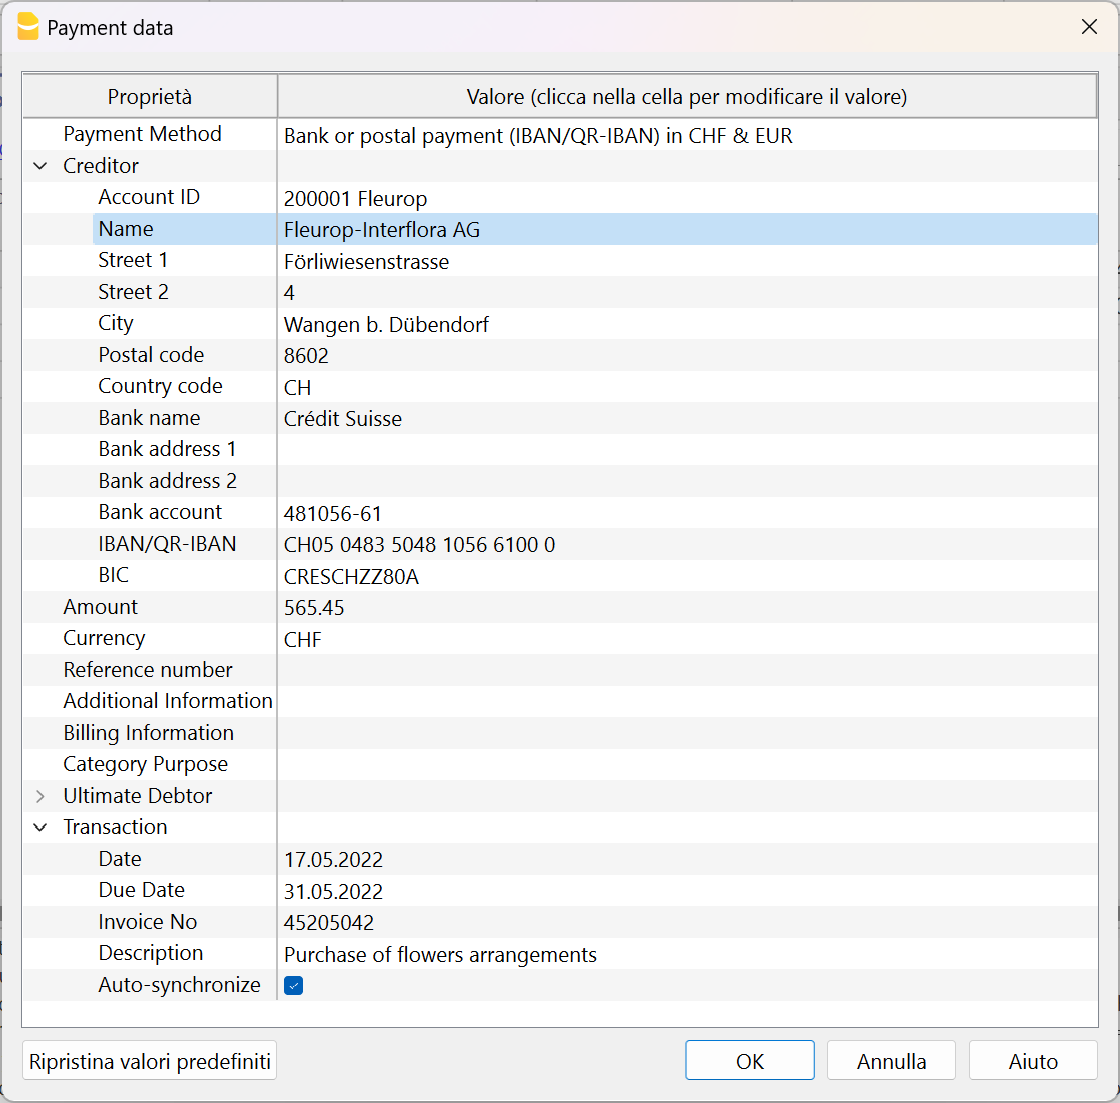 Payment data
Proprietà Valore (clicca nella cella per modificare il valore)
Payment Method Bank or postal payment (IBAN/QR-IBAN) in CHF & EUR
Creditor
Account ID 200001 Fleurop
Name Fleurop-Interflora AG
Street 1 Förliwiesenstrasse
Street 2 4
City Wangen b. Dübendorf
Postal code 8602
Country code CH
Bank name Crédit Suisse
Bank address 1
Bank address 2
Bank account 481056-61
IBAN/QR-IBAN CH05 0483 5048 1056 6100 0
BIC CRESCHZZ80A
Amount 565.45
Currency CHF
Reference number
Additional Information
Billing Information
Category Purpose
Ultimate Debtor
Transaction
Date 17.05.2022
Due Date 31.05.2022
Invoice No 45205042
Description Purchase of flowers arrangements
Auto-synchronize
Ripristina valori predefiniti OK Annulla Aiuto